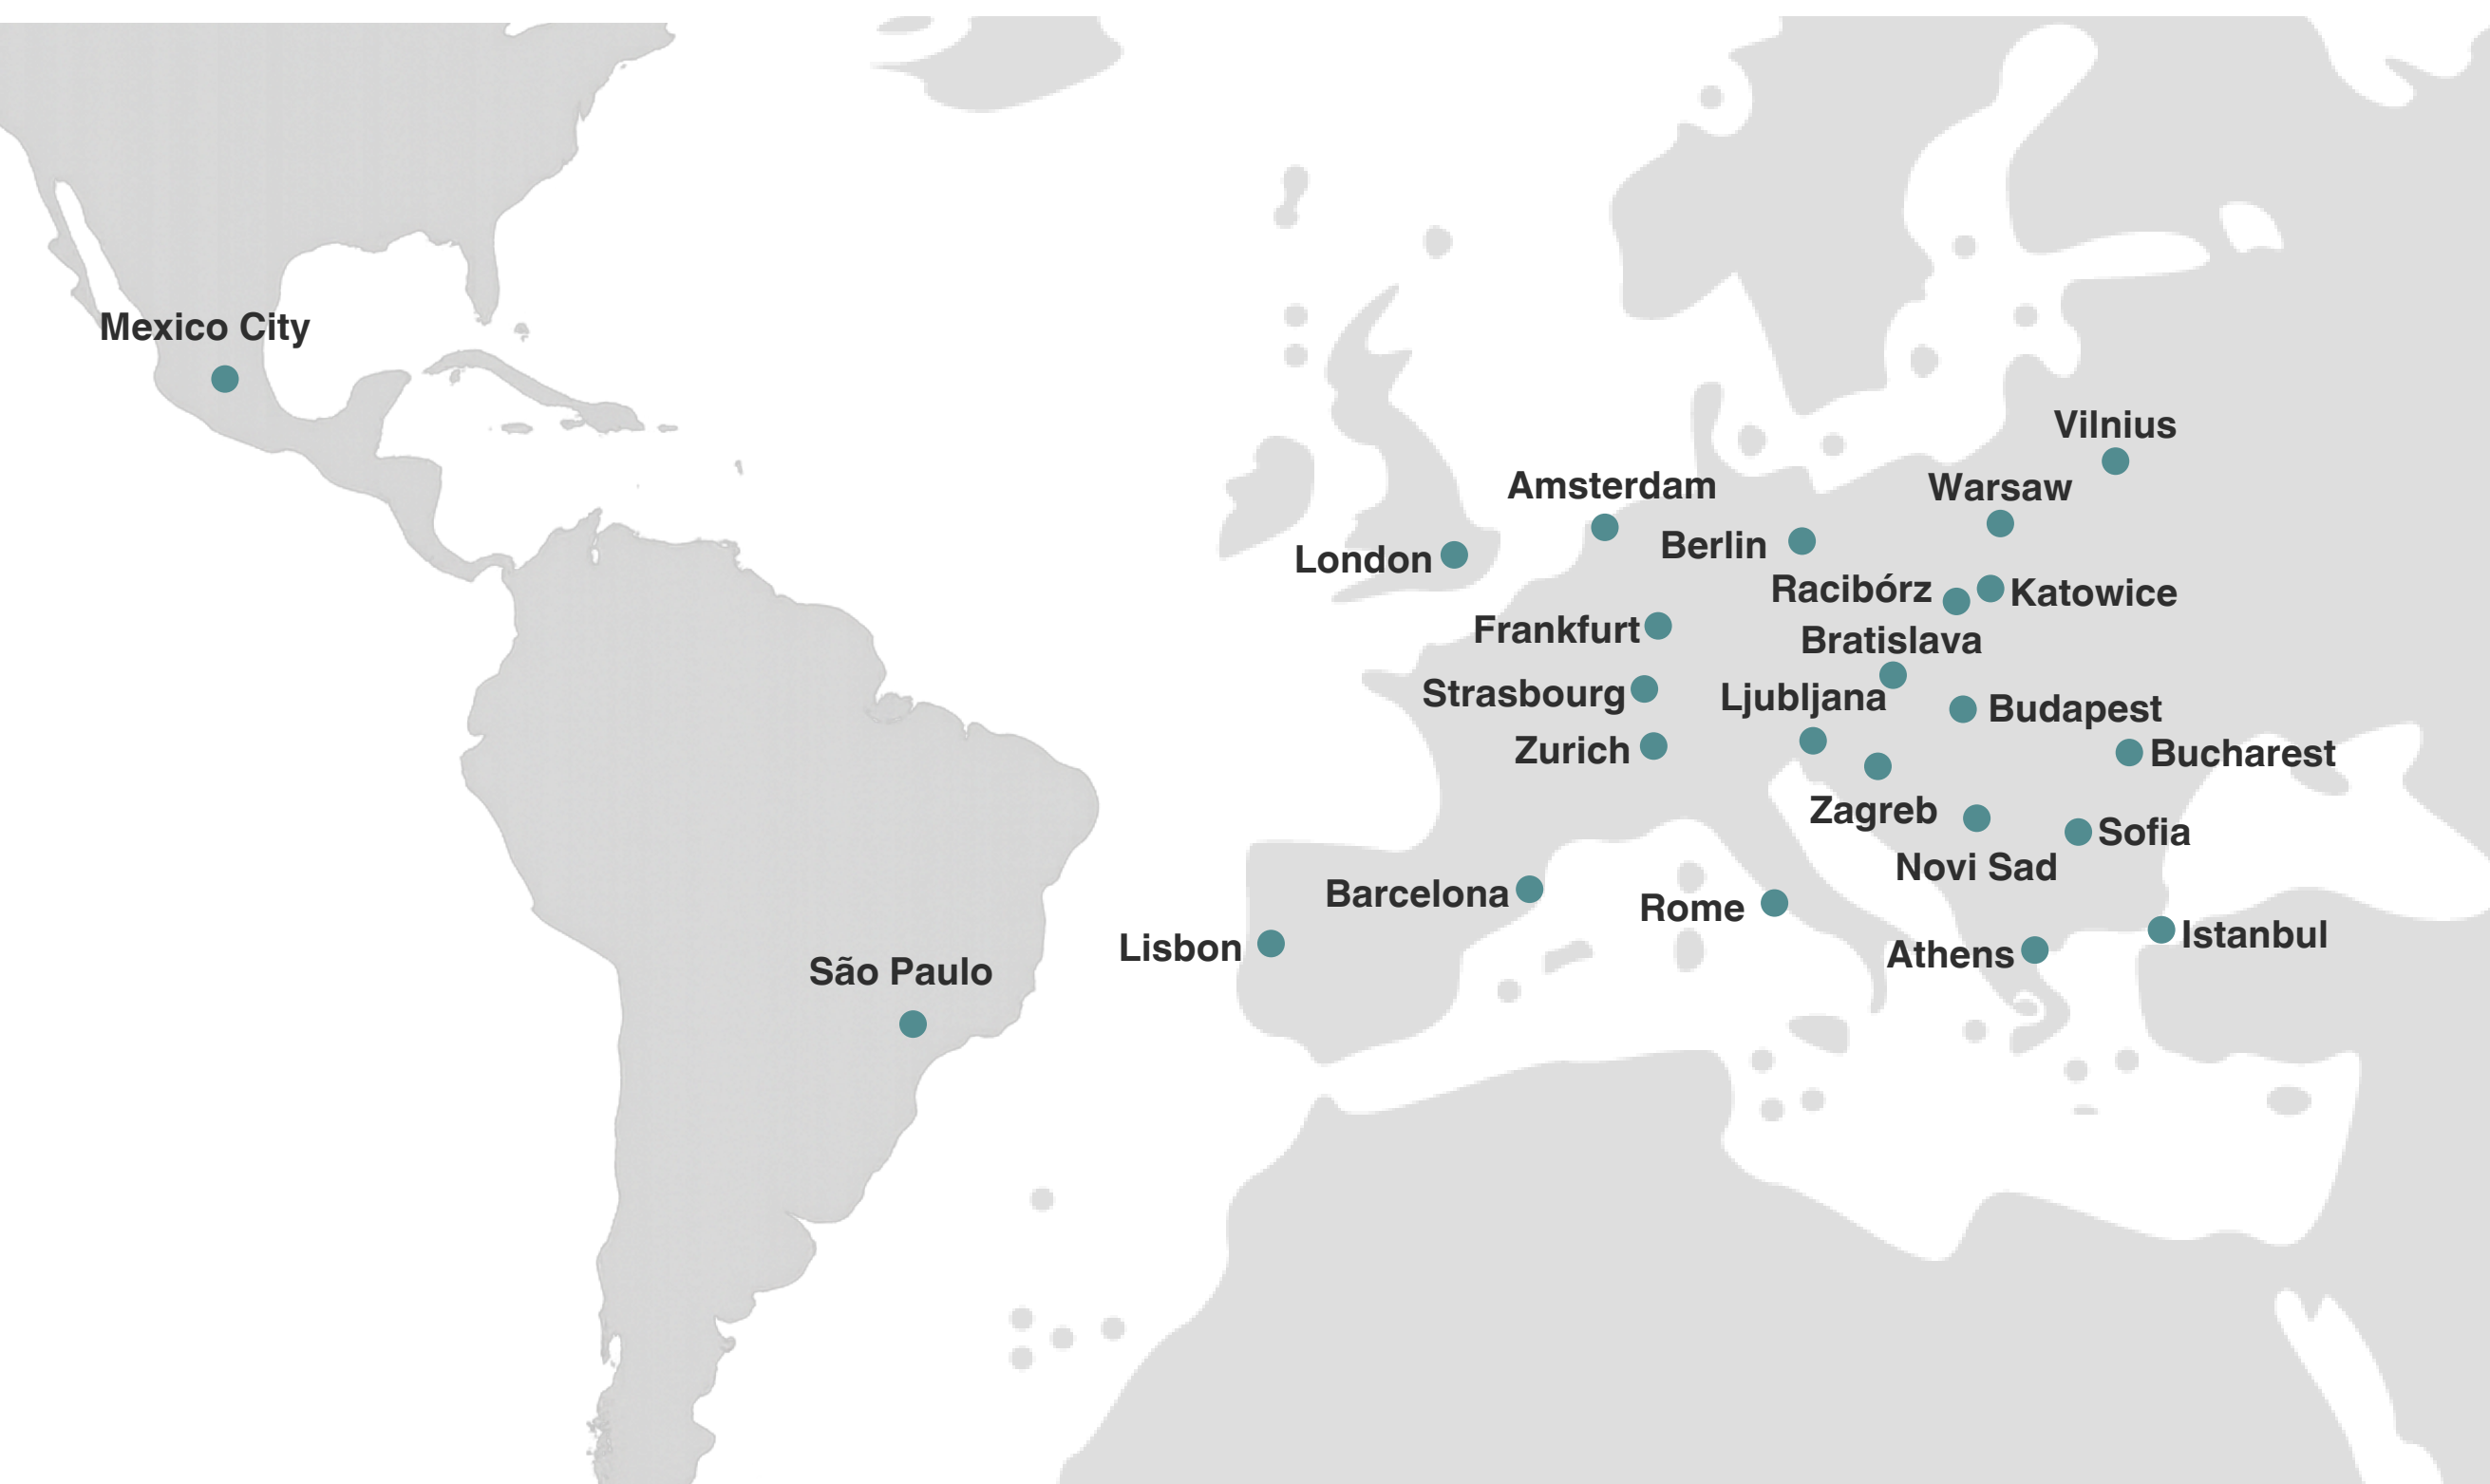 Mexico City
Vilnius
Amsterdam
Warsaw
Berlin
London
Racibórz
Katowice
Frankfurt
Bratislava
Strasbourg
Ljubljana
Budapest
Zurich
Bucharest
Zagreb
Sofia
Novi Sad
Barcelona
Rome
Istanbul
Lisbon
Athens
São Paulo